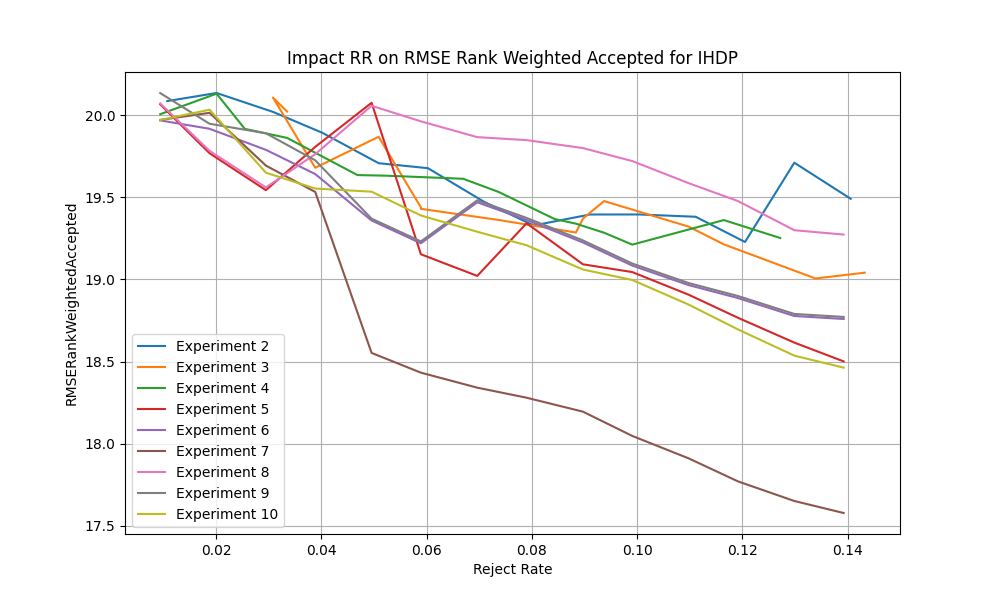 Impact RR on RMSE Rank Weighted Accepted for IHDP
RMSERankWeightedAccepted
20.0
19.5
19.0
18.5
18.0
17.5
Experiment 2
Experiment 3
Experiment 4
Experiment 5
Experiment 6
Experiment 7
Experiment 8
Experiment 9
Experiment 10
0.02 0.04 0.06 0.08 0.10 0.12 0.14
Reject Rate